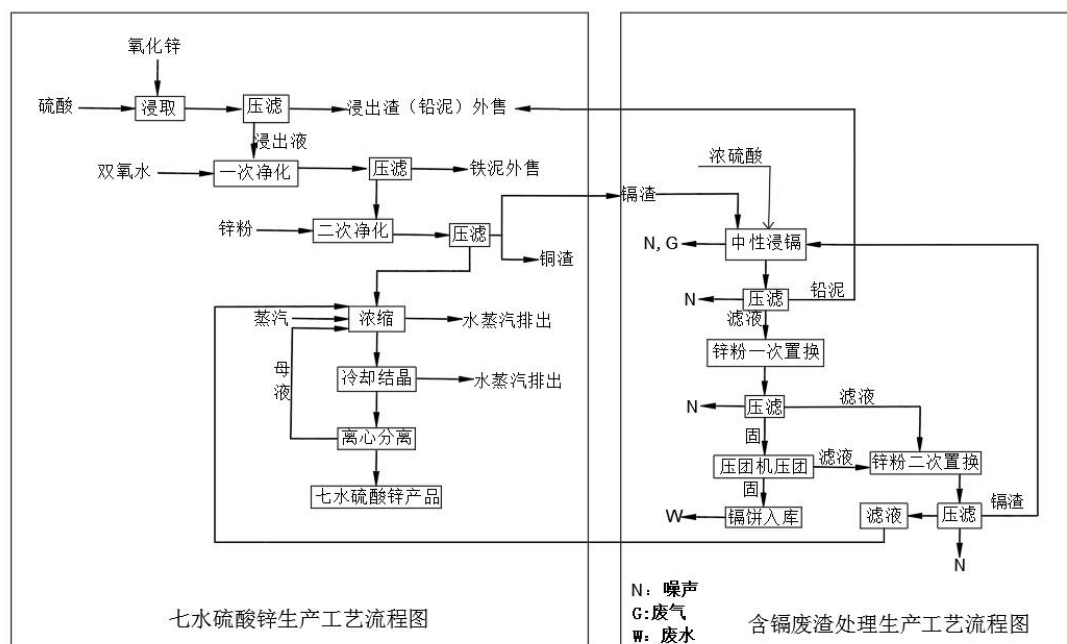 氧化锌
硫酸
浸取
压滤
浸出渣（铅泥）外售
浸出液
双氧水
一次净化
压滤
铁泥外售
锌粉
二次净化
压滤
铜渣
蒸汽
浓缩
水蒸汽排出
母液
冷却结晶
水蒸汽排出
离心分离
七水硫酸锌产品
七水硫酸锌生产工艺流程图
浓硫酸
镉渣
N, G
中性浸镉
N
压滤
铅泥
滤液
锌粉一次置换
N
压滤
滤液
固
压团机压团
滤液
锌粉二次置换
固
W
镉饼入库
滤液
压滤
镉渣
N
N：噪声
G:废气
W：废水
含镉废渣处理生产工艺流程图